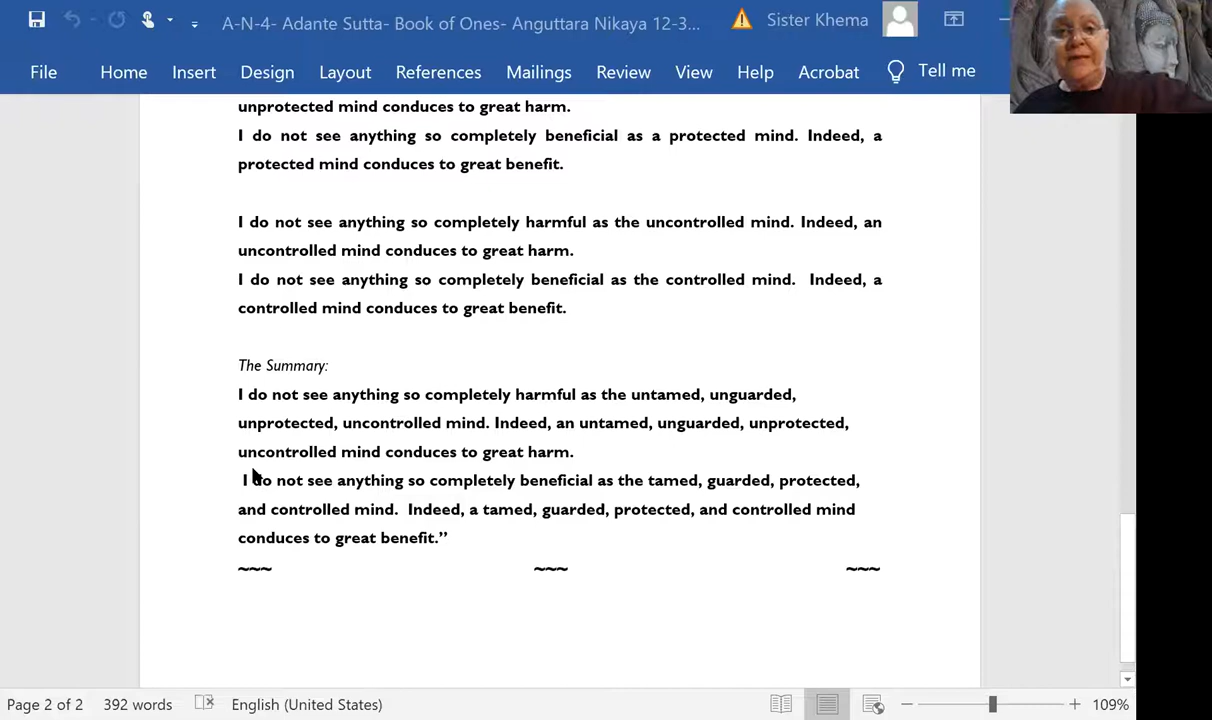 A-N-4- Adante Sutta- Book of Ones- Anguttara Nikaya 12-3...
Sister Khema
File Home Insert Design Layout References Mailings Review View Help Acrobat Tell me
unprotected mind conduces to great harm.
I do not see anything so completely beneficial as a protected mind. Indeed, a
protected mind conduces to great benefit.
I do not see anything so completely harmful as the uncontrolled mind. Indeed, an
uncontrolled mind conduces to great harm.
I do not see anything so completely beneficial as the controlled mind. Indeed, a
controlled mind conduces to great benefit.
The Summary:
I do not see anything so completely harmful as the untamed, unguarded,
unprotected, uncontrolled mind. Indeed, an untamed, unguarded, unprotected,
uncontrolled mind conduces to great harm.
I do not see anything so completely beneficial as the tamed, guarded, protected,
and controlled mind. Indeed, a tamed, guarded, protected, and controlled mind
conduces to great benefit.”
~~~ ~~~ ~~~
Page 2 of 2 392 words English (United States) 109%